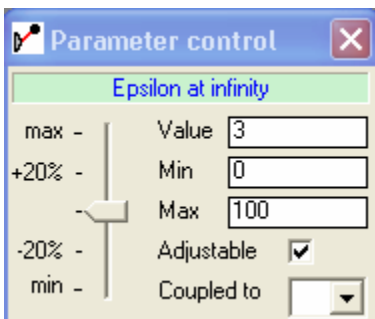 Parameter control
Epsilon at infinity
max - Value 3
+20% - Min 0
- Max 100
-20% - Adjustable
min - Coupled to